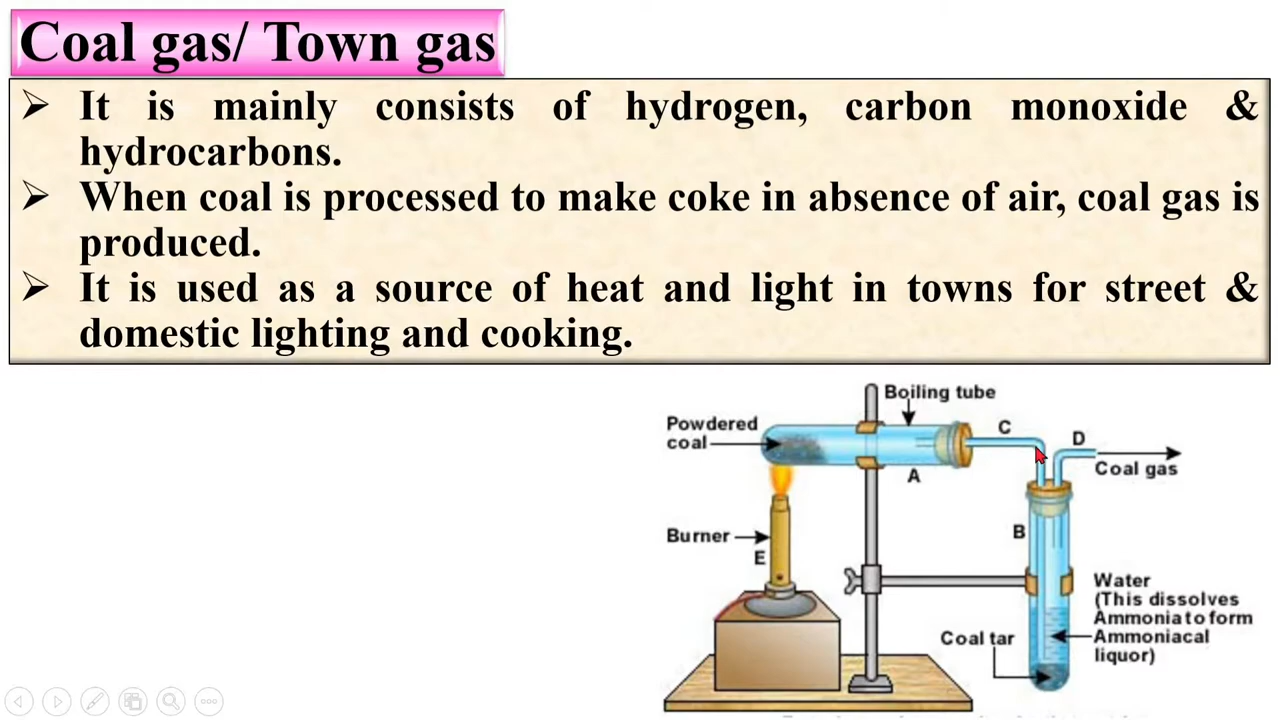 Coal gas/ Town gas
➢ It is mainly consists of hydrogen, carbon monoxide &
hydrocarbons.
➢ When coal is processed to make coke in absence of air, coal gas is
produced.
➢ It is used as a source of heat and light in towns for street &
domestic lighting and cooking.
Boiling tube
Powdered
coal
C
D
Coal gas
A
Burner
E
B
Water
(This dissolves
Ammonia to form
Ammoniacal
liquor)
Coal tar